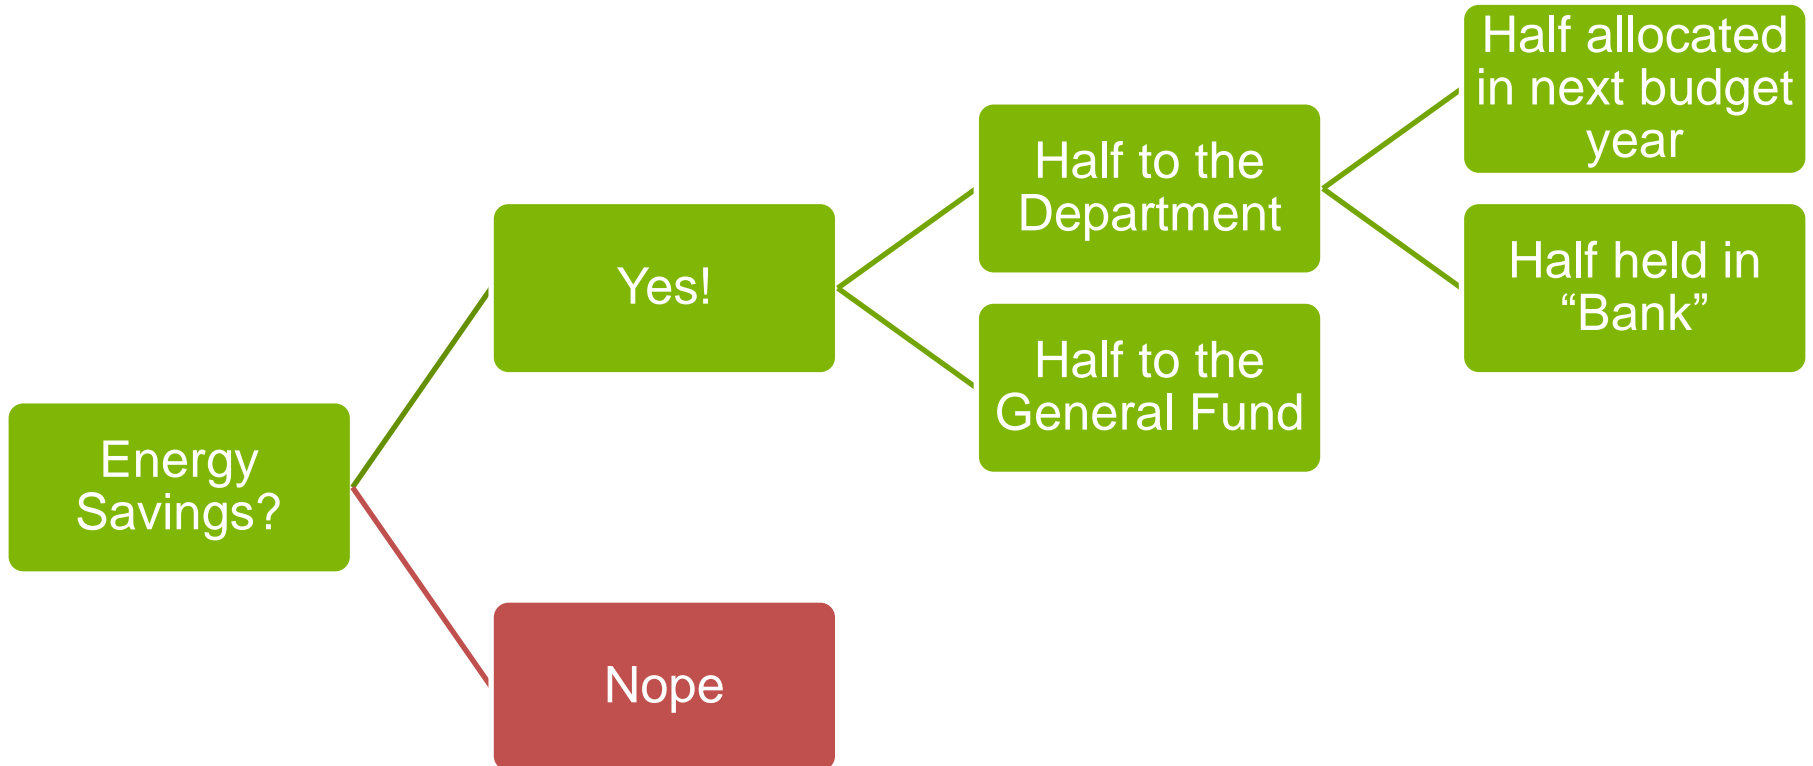 Energy
Savings?
Yes!
Half to the
Department
Half allocated
in next budget
year
Half held in
“Bank”
Half to the
General Fund
Nope